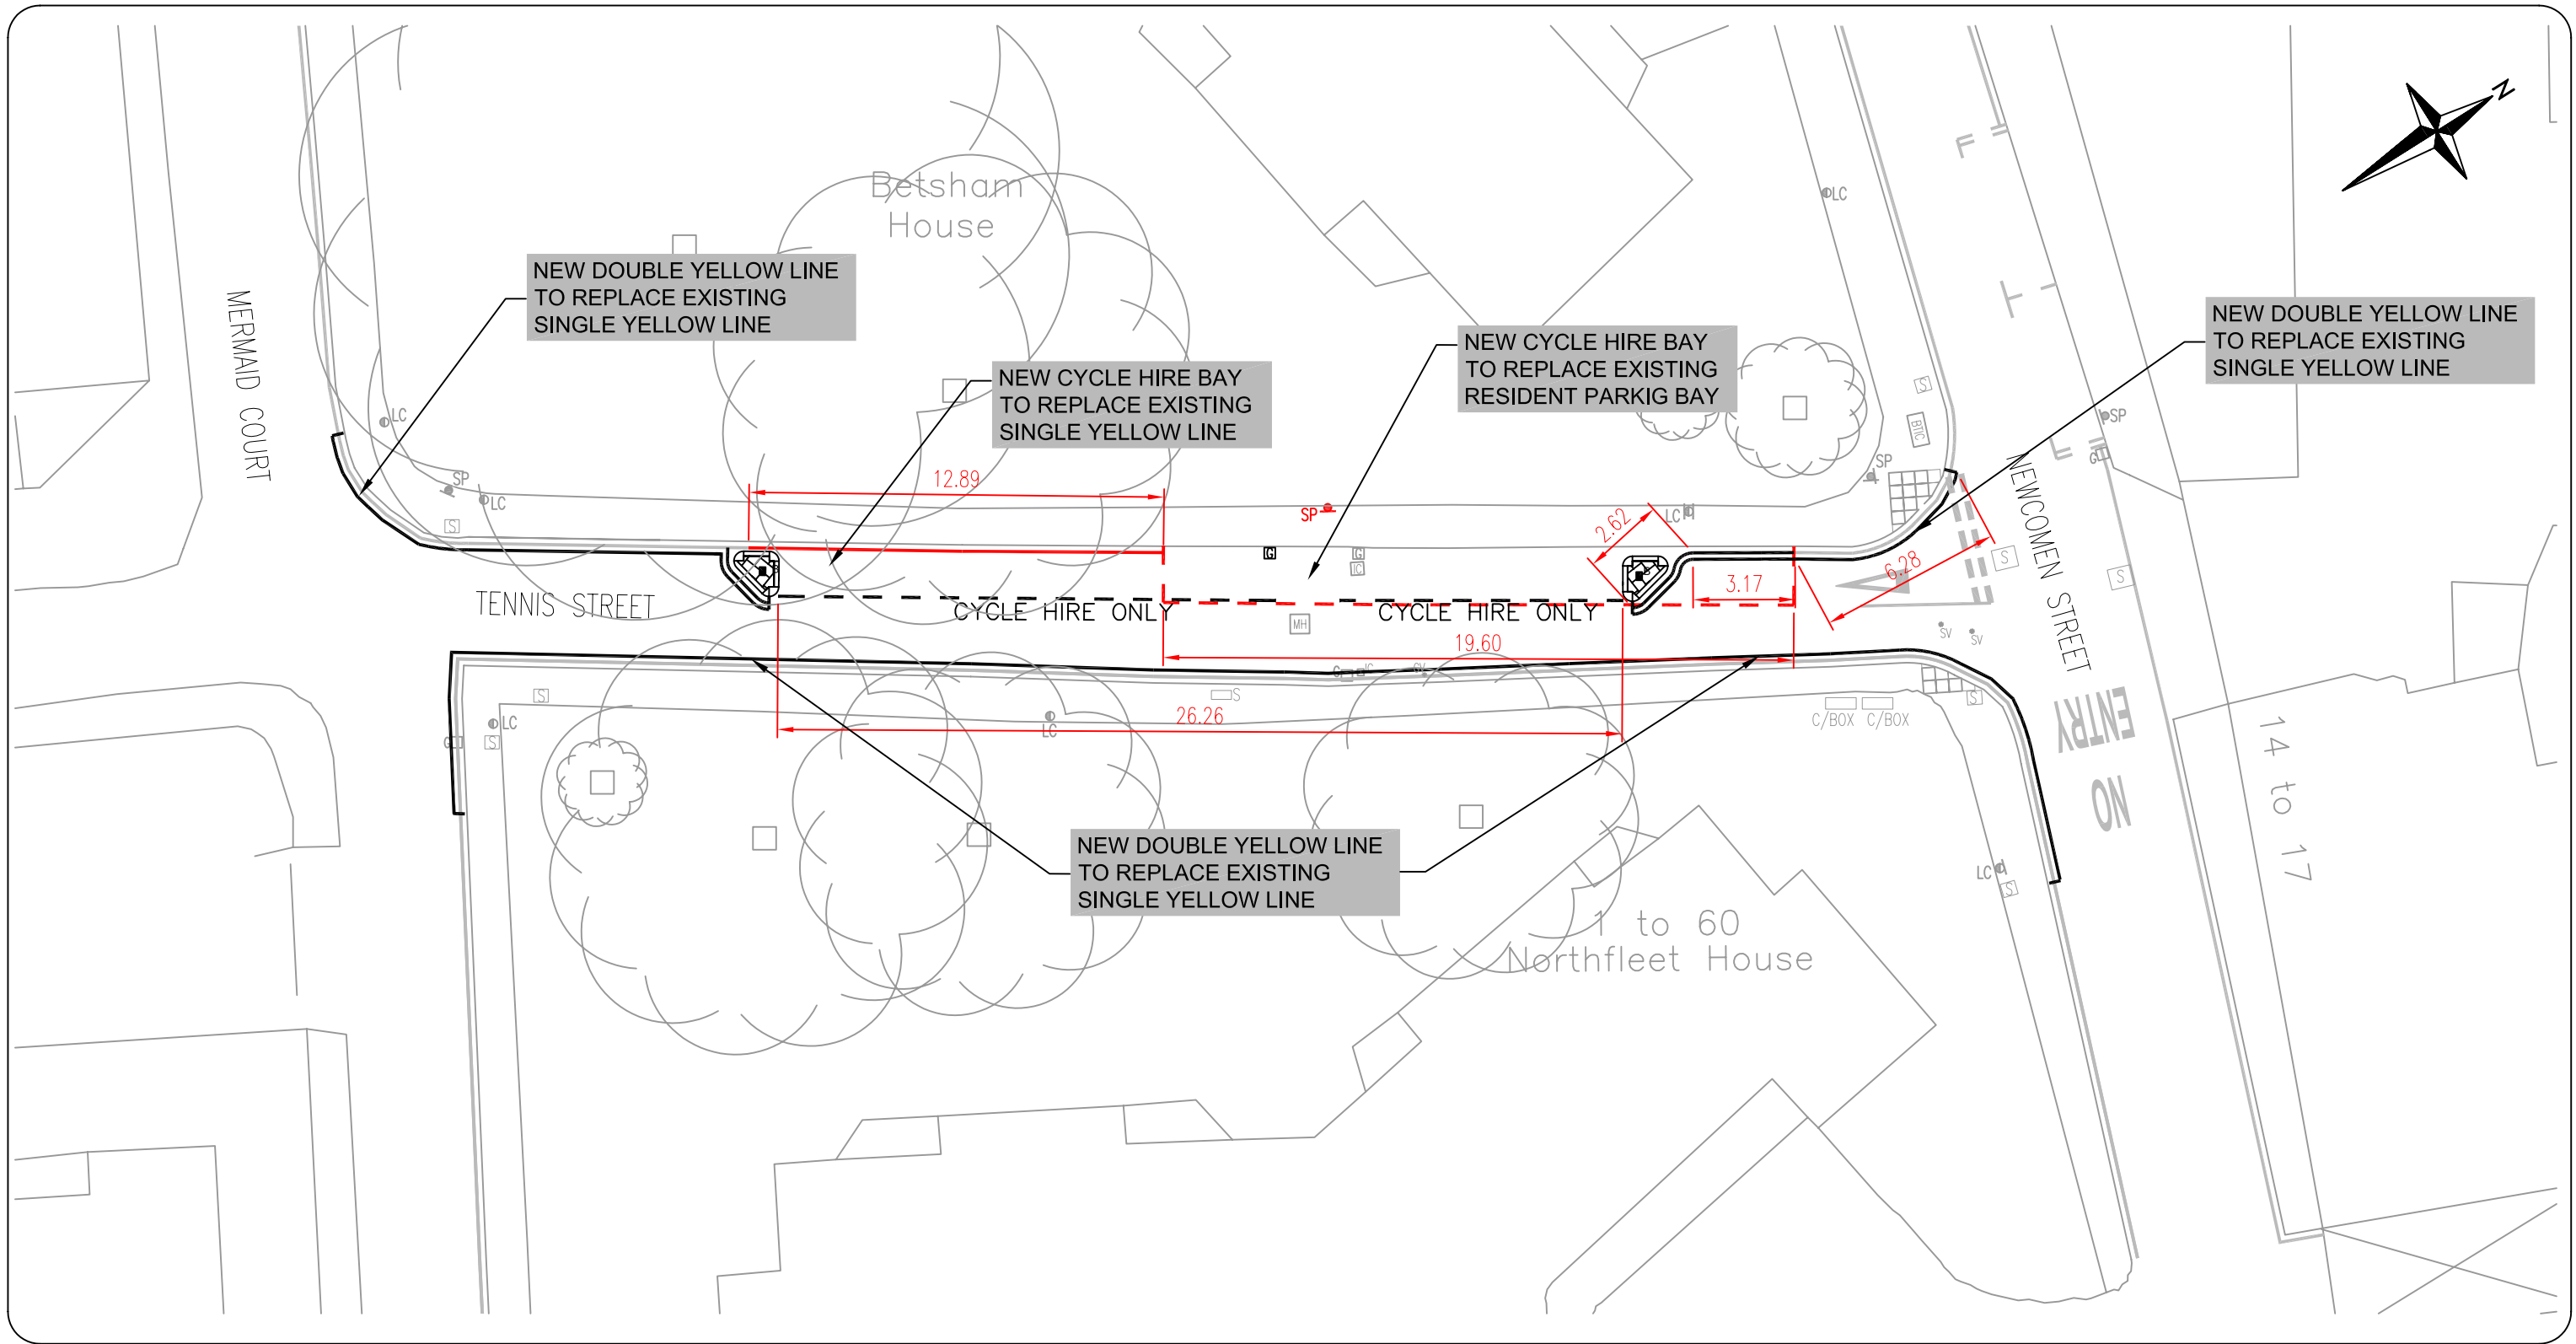 N
Betsham
House
LC
NEW DOUBLE YELLOW LINE
TO REPLACE EXISTING
SINGLE YELLOW LINE
MERMAID COURT
NEW CYCLE HIRE BAY
TO REPLACE EXISTING
SINGLE YELLOW LINE
NEW CYCLE HIRE BAY
TO REPLACE EXISTING
RESIDENT PARKIG BAY
NEW DOUBLE YELLOW LINE
TO REPLACE EXISTING
SINGLE YELLOW LINE
S
BTIC
LC
SP
G
SP
LC
S
12.89
SP
2.62
LC
SP
NEWCOMEN STREET
G
G
IC
S
S
6.28
3.17
TENNIS STREET
CYCLE HIRE ONLY
CYCLE HIRE ONLY
MH
SV
SV
19.60
G
IC
SV
S
S
S
LC
G
S
26.26
LC
C/BOX
C/BOX
NO
ENTRY
14 to 17
NEW DOUBLE YELLOW LINE
TO REPLACE EXISTING
SINGLE YELLOW LINE
LC
S
1 to 60
Northfleet House